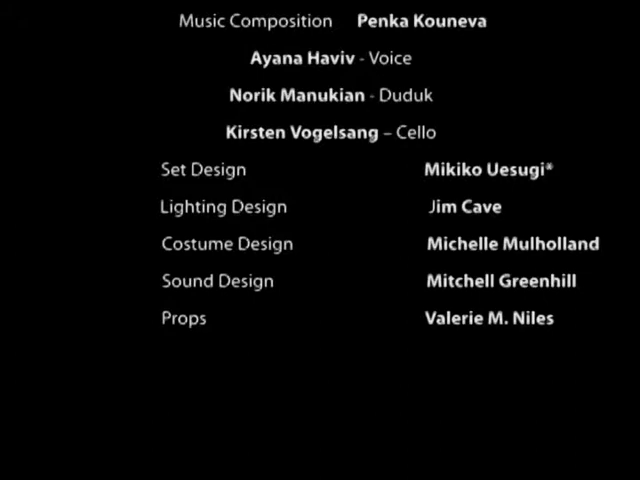 Music Composition Penka Kouneva
Ayana Haviv - Voice
Norik Manukian - Duduk
Kirsten Vogelsang – Cello
Set Design Mikiko Uesugi*
Lighting Design Jim Cave
Costume Design Michelle Mulholland
Sound Design Mitchell Greenhill
Props Valerie M. Niles